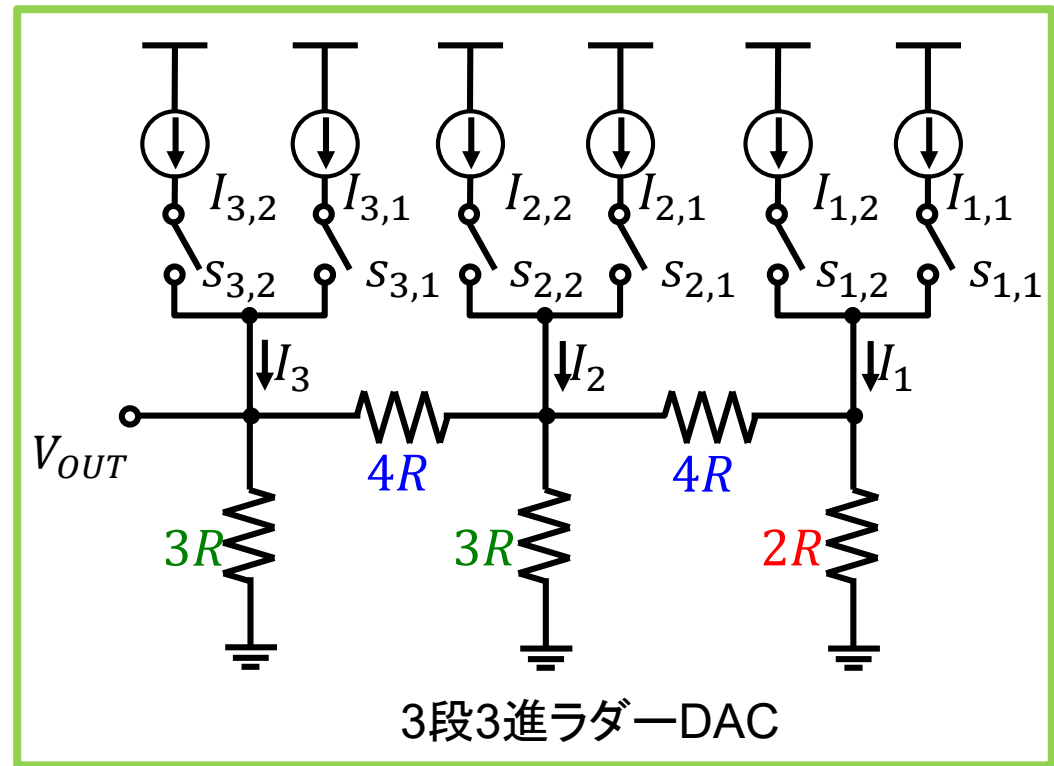 I₃,₂ I₃,₁ I₂,₂ I₂,₁ I₁,₂ I₁,₁
s₃,₂ s₃,₁ s₂,₂ s₂,₁ s₁,₂ s₁,₁
I₃ I₂ I₁
V_OUT
4R 4R
3R 3R 2R
3段3進ラダーDAC